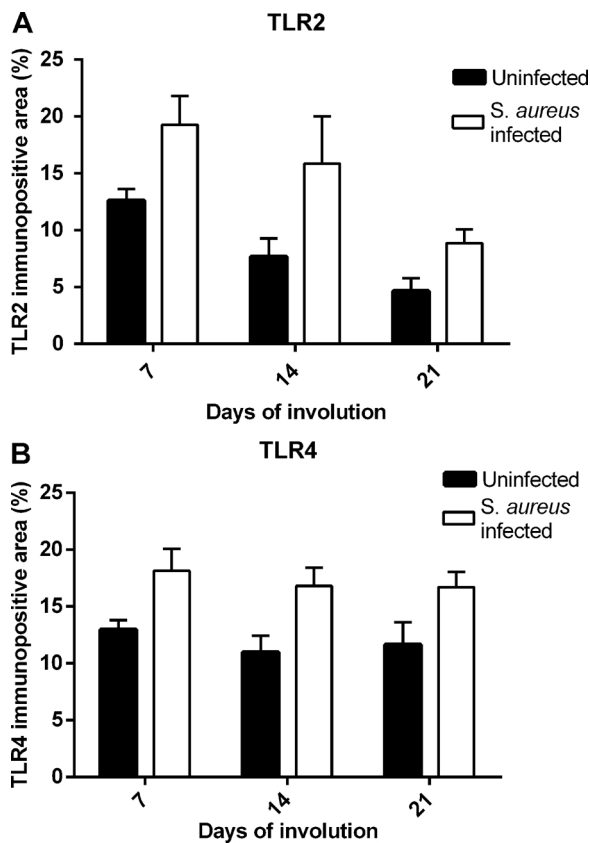 A
TLR2
TLR2 immunopositive area (%)
25
20
15
10
5
0
Uninfected
S. aureus
infected
7
14
21
Days of involution
B
TLR4
TLR4 immunopositive area (%)
25
20
15
10
5
0
Uninfected
S. aureus
infected
7
14
21
Days of involution